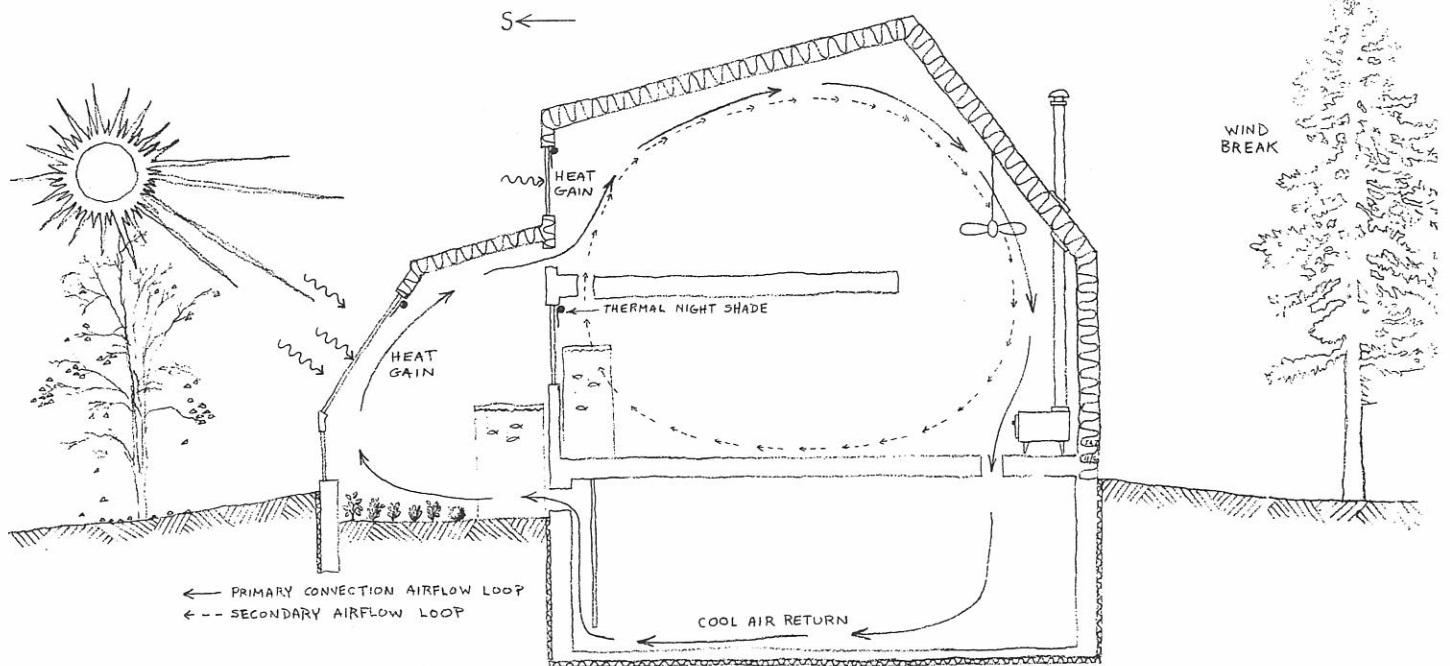 S
WIND
BREAK
HEAT
GAIN
THERMAL NIGHT SHADE
HEAT
GAIN
PRIMARY CONVECTION AIRFLOW LOOP
SECONDARY AIRFLOW LOOP
COOL AIR RETURN